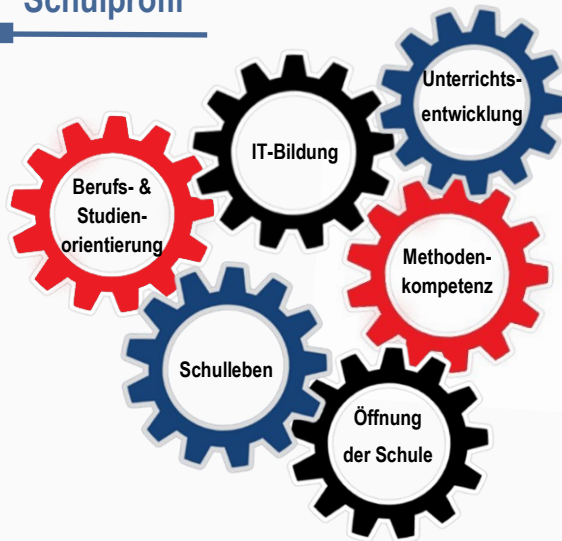 Schulprofil
Unterrichts-
entwicklung
IT-Bildung
Berufs- &
Studien-
orientierung
Methoden-
kompetenz
Schulleben
Öffnung
der Schule